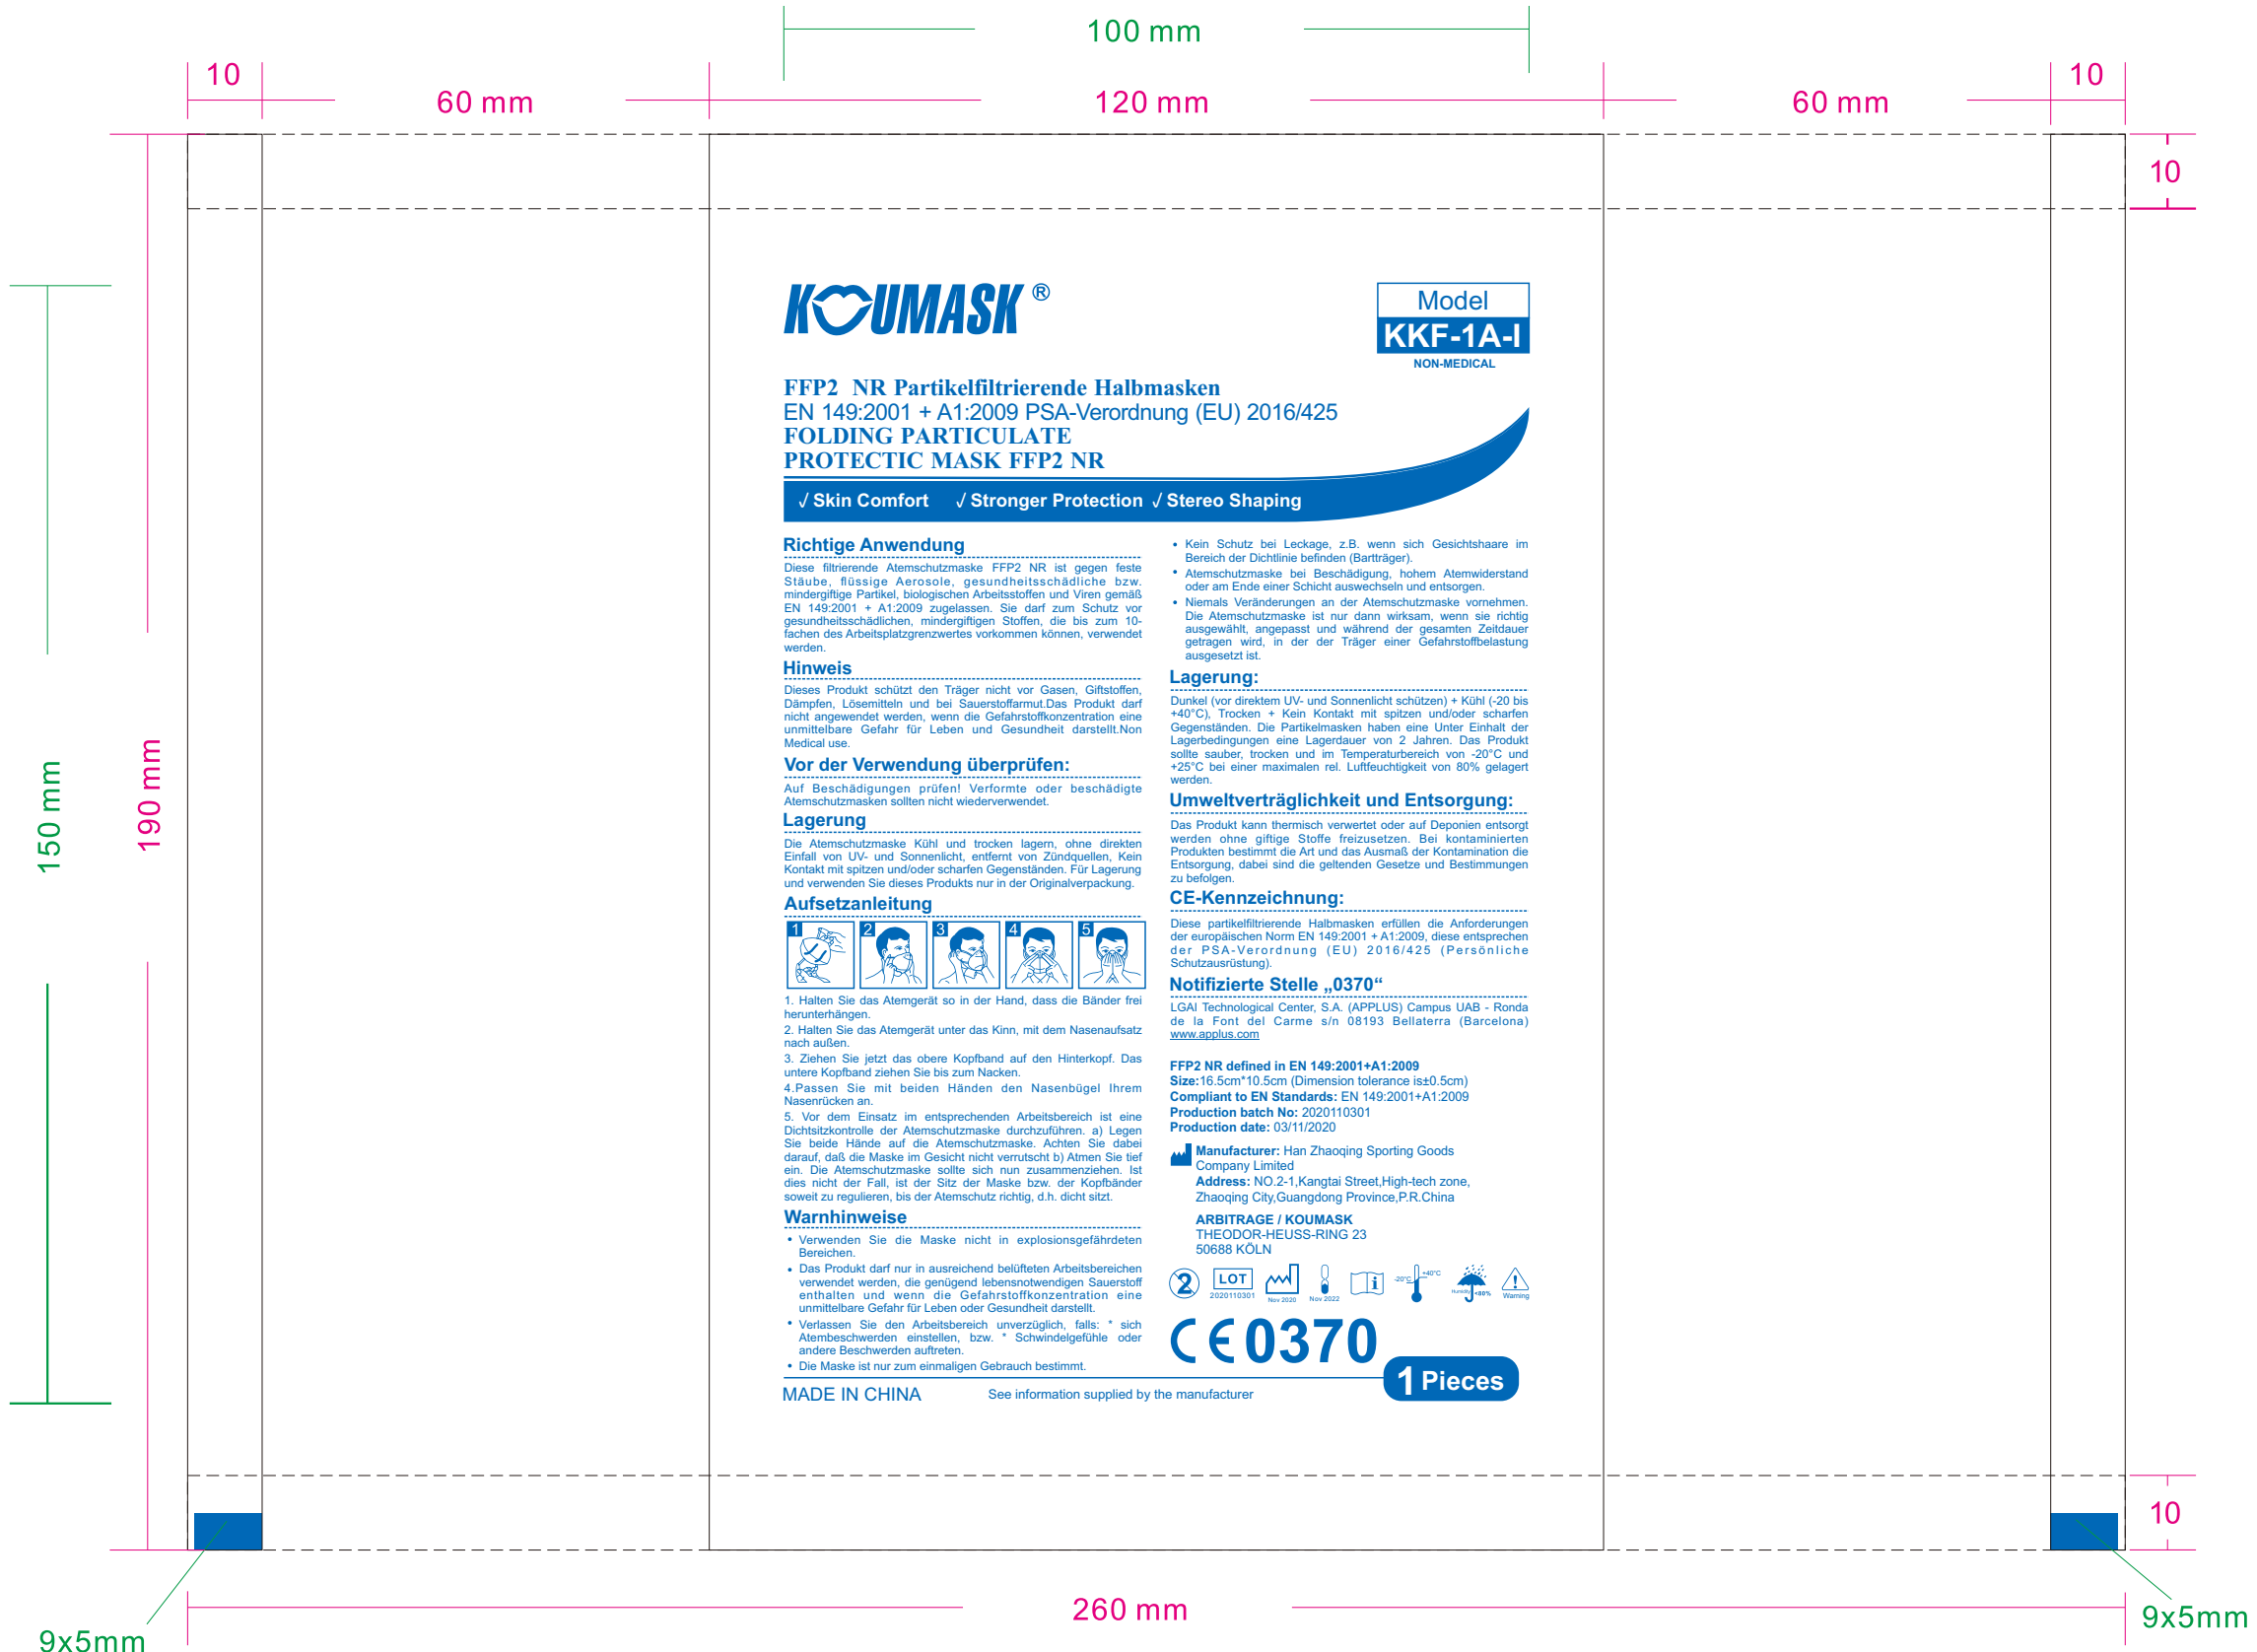 100 mm
10
60 mm
120 mm
60 mm
10
10
150 mm
190 mm
KOUMASK ®
Model
KKF-1A-I
NON-MEDICAL
FFP2 NR Partikelfiltrierende Halbmasken
EN 149:2001 + A1:2009 PSA-Verordnung (EU) 2016/425
FOLDING PARTICULATE
PROTECTIC MASK FFP2 NR
√ Skin Comfort √ Stronger Protection √ Stereo Shaping
Richtige Anwendung
Diese filtrierende Atemschutzmaske FFP2 NR ist gegen feste
Stäube, flüssige Aerosole, gesundheitsschädliche bzw.
mindergiftige Partikel, biologischen Arbeitsstoffen und Viren gemäß
EN 149:2001 + A1:2009 zugelassen. Sie darf zum Schutz vor
gesundheitsschädlichen, mindergiftigen Stoffen, die bis zum 10-
fachen des Arbeitsplatzgrenzwertes vorkommen können, verwendet
werden.
Hinweis
Dieses Produkt schützt den Träger nicht vor Gasen, Giftstoffen,
Dämpfen, Lösemitteln und bei Sauerstoffarmut.Das Produkt darf
nicht angewendet werden, wenn die Gefahrstoffkonzentration eine
unmittelbare Gefahr für Leben und Gesundheit darstellt.Non
Medical use.
Vor der Verwendung überprüfen:
Auf Beschädigungen prüfen! Verformte oder beschädigte
Atemschutzmasken sollten nicht wiederverwendet.
Lagerung
Die Atemschutzmaske Kühl und trocken lagern, ohne direkten
Einfall von UV- und Sonnenlicht, entfernt von Zündquellen, Kein
Kontakt mit spitzen und/oder scharfen Gegenständen. Für Lagerung
und verwenden Sie dieses Produkts nur in der Originalverpackung.
Aufsetzanleitung
1 2 3 4 5
1. Halten Sie das Atemgerät so in der Hand, dass die Bänder frei
herunterhängen.
2. Halten Sie das Atemgerät unter das Kinn, mit dem Nasenaufsatz
nach außen.
3. Ziehen Sie jetzt das obere Kopfband auf den Hinterkopf. Das
untere Kopfband ziehen Sie bis zum Nacken.
4.Passen Sie mit beiden Händen den Nasenbügel Ihrem
Nasenrücken an.
5. Vor dem Einsatz im entsprechenden Arbeitsbereich ist eine
Dichtsitzkontrolle der Atemschutzmaske durchzuführen. a) Legen
Sie beide Hände auf die Atemschutzmaske. Achten Sie dabei
darauf, daß die Maske im Gesicht nicht verrutscht b) Atmen Sie tief
ein. Die Atemschutzmaske sollte sich nun zusammenziehen. Ist
dies nicht der Fall, ist der Sitz der Maske bzw. der Kopfbänder
soweit zu regulieren, bis der Atemschutz richtig, d.h. dicht sitzt.
Warnhinweise
• Verwenden Sie die Maske nicht in explosionsgefährdeten
Bereichen.
• Das Produkt darf nur in ausreichend belüfteten Arbeitsbereichen
verwendet werden, die genügend lebensnotwendigen Sauerstoff
enthalten und wenn die Gefahrstoffkonzentration eine
unmittelbare Gefahr für Leben oder Gesundheit darstellt.
• Verlassen Sie den Arbeitsbereich unverzüglich, falls: * sich
Atembeschwerden einstellen, bzw. * Schwindelgefühle oder
andere Beschwerden auftreten.
• Die Maske ist nur zum einmaligen Gebrauch bestimmt.
• Kein Schutz bei Leckage, z.B. wenn sich Gesichtshaare im
Bereich der Dichtlinie befinden (Bartträger).
• Atemschutzmaske bei Beschädigung, hohem Atemwiderstand
oder am Ende einer Schicht auswechseln und entsorgen.
• Niemals Veränderungen an der Atemschutzmaske vornehmen.
Die Atemschutzmaske ist nur dann wirksam, wenn sie richtig
ausgewählt, angepasst und während der gesamten Zeitdauer
getragen wird, in der der Träger einer Gefahrstoffbelastung
ausgesetzt ist.
Lagerung:
Dunkel (vor direktem UV- und Sonnenlicht schützen) + Kühl (-20 bis
+40°C), Trocken + Kein Kontakt mit spitzen und/oder scharfen
Gegenständen. Die Partikelmasken haben eine Unter Einhalt der
Lagerbedingungen eine Lagerdauer von 2 Jahren. Das Produkt
sollte sauber, trocken und im Temperaturbereich von -20°C und
+25°C bei einer maximalen rel. Luftfeuchtigkeit von 80% gelagert
werden.
Umweltverträglichkeit und Entsorgung:
Das Produkt kann thermisch verwertet oder auf Deponien entsorgt
werden ohne giftige Stoffe freizusetzen. Bei kontaminierten
Produkten bestimmt die Art und das Ausmaß der Kontamination die
Entsorgung, dabei sind die geltenden Gesetze und Bestimmungen
zu befolgen.
CE-Kennzeichnung:
Diese partikelfiltrierende Halbmasken erfüllen die Anforderungen
der europäischen Norm EN 149:2001 + A1:2009, diese entsprechen
der PSA-Verordnung (EU) 2016/425 (Persönliche
Schutzausrüstung).
Notifizierte Stelle „0370“
LGAI Technological Center, S.A. (APPLUS) Campus UAB - Ronda
de la Font del Carme s/n 08193 Bellaterra (Barcelona)
www.applus.com
FFP2 NR defined in EN 149:2001+A1:2009
Size:16.5cm*10.5cm (Dimension tolerance is±0.5cm)
Compliant to EN Standards: EN 149:2001+A1:2009
Production batch No: 2020110301
Production date: 03/11/2020
Manufacturer: Han Zhaoqing Sporting Goods
Company Limited
Address: NO.2-1,Kangtai Street,High-tech zone,
Zhaoqing City,Guangdong Province,P.R.China
ARBITRAGE / KOUMASK
THEODOR-HEUSS-RING 23
50688 KÖLN
2 LOT i -20°C +40°C Humidity <80%
2020110301 Nov 2020 Nov 2022 Warning
CE 0370
1 Pieces
MADE IN CHINA See information supplied by the manufacturer
10
260 mm
9x5mm
9x5mm